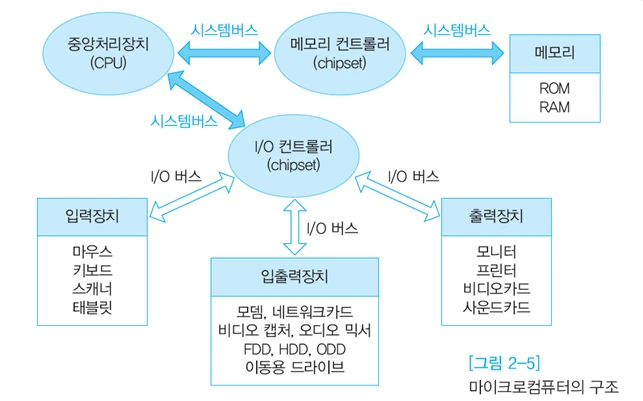 시스템버스
시스템버스
중앙처리장치
(CPU)
메모리 컨트롤러
(chipset)
메모리
ROM
RAM
시스템버스
I/O 컨트롤러
(chipset)
I/O 버스
I/O 버스
I/O 버스
입력장치
마우스
키보드
스캐너
태블릿
입출력장치
모뎀, 네트워크카드
비디오 캡처, 오디오 믹서
FDD, HDD, ODD
이동용 드라이브
출력장치
모니터
프린터
비디오카드
사운드카드
[그림 2-5]
마이크로컴퓨터의 구조